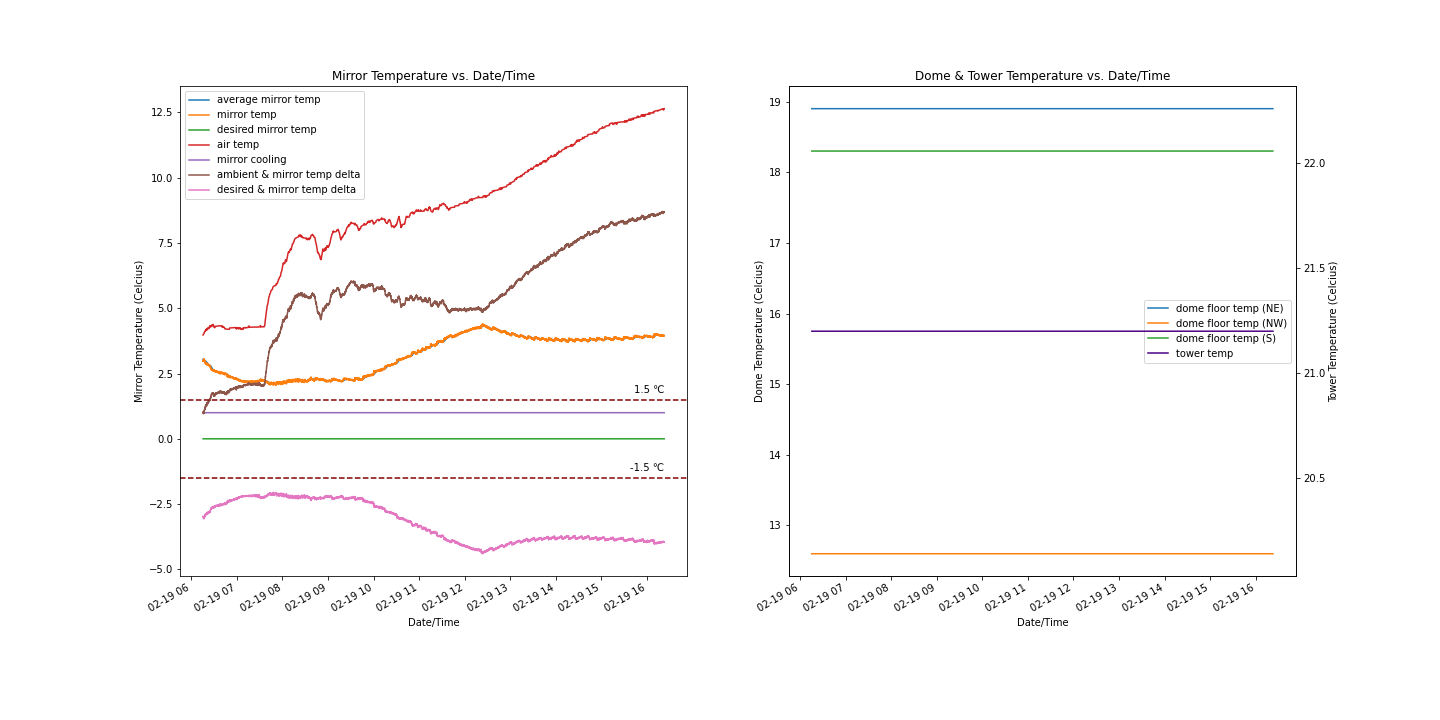 Mirror Temperature vs. Date/Time
average mirror temp
mirror temp
desired mirror temp
air temp
mirror cooling
ambient & mirror temp delta
desired & mirror temp delta
12.5
10.0
7.5
5.0
2.5
0.0
−2.5
−5.0
Mirror Temperature (Celcius)
1.5 °C
-1.5 °C
02-19 06
02-19 07
02-19 08
02-19 09
02-19 10
02-19 11
02-19 12
02-19 13
02-19 14
02-19 15
02-19 16
Date/Time
Dome & Tower Temperature vs. Date/Time
19
18
17
16
15
14
13
Dome Temperature (Celcius)
dome floor temp (NE)
dome floor temp (NW)
dome floor temp (S)
tower temp
22.0
21.5
21.0
20.5
Tower Temperature (Celcius)
02-19 06
02-19 07
02-19 08
02-19 09
02-19 10
02-19 11
02-19 12
02-19 13
02-19 14
02-19 15
02-19 16
Date/Time